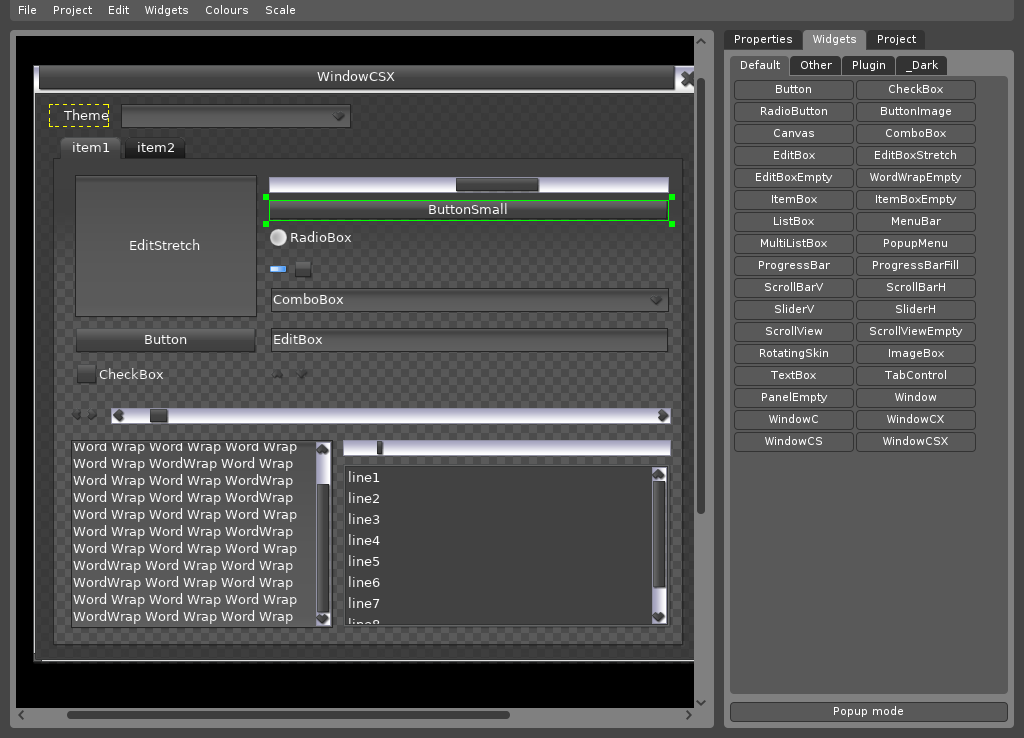 File Project Edit Widgets Colours Scale
WindowCSX
Theme
item1 item2
EditStretch
ButtonSmall
RadioBox
ComboBox
Button
EditBox
CheckBox
Word Wrap Word Wrap Word Wrap
Word Wrap WordWrap Word Wrap
Word Wrap Word Wrap WordWrap
Word Wrap Word Wrap WordWrap
Word Wrap Word Wrap Word Wrap
Word Wrap Word Wrap WordWrap
Word Wrap Word Wrap Word Wrap
WordWrap Word Wrap Word Wrap
WordWrap Word Wrap Word Wrap
Word Wrap Word Wrap Word Wrap
WordWrap Word Wrap Word Wrap
line1
line2
line3
line4
line5
line6
line7
line8
Properties Widgets Project
Default Other Plugin _Dark
Button CheckBox
RadioButton ButtonImage
Canvas ComboBox
EditBox EditBoxStretch
EditBoxEmpty WordWrapEmpty
ItemBox ItemBoxEmpty
ListBox MenuBar
MultiListBox PopupMenu
ProgressBar ProgressBarFill
ScrollBarV ScrollBarH
SliderV SliderH
ScrollView ScrollViewEmpty
RotatingSkin ImageBox
TextBox TabControl
PanelEmpty Window
WindowC WindowCX
WindowCS WindowCSX
Popup mode